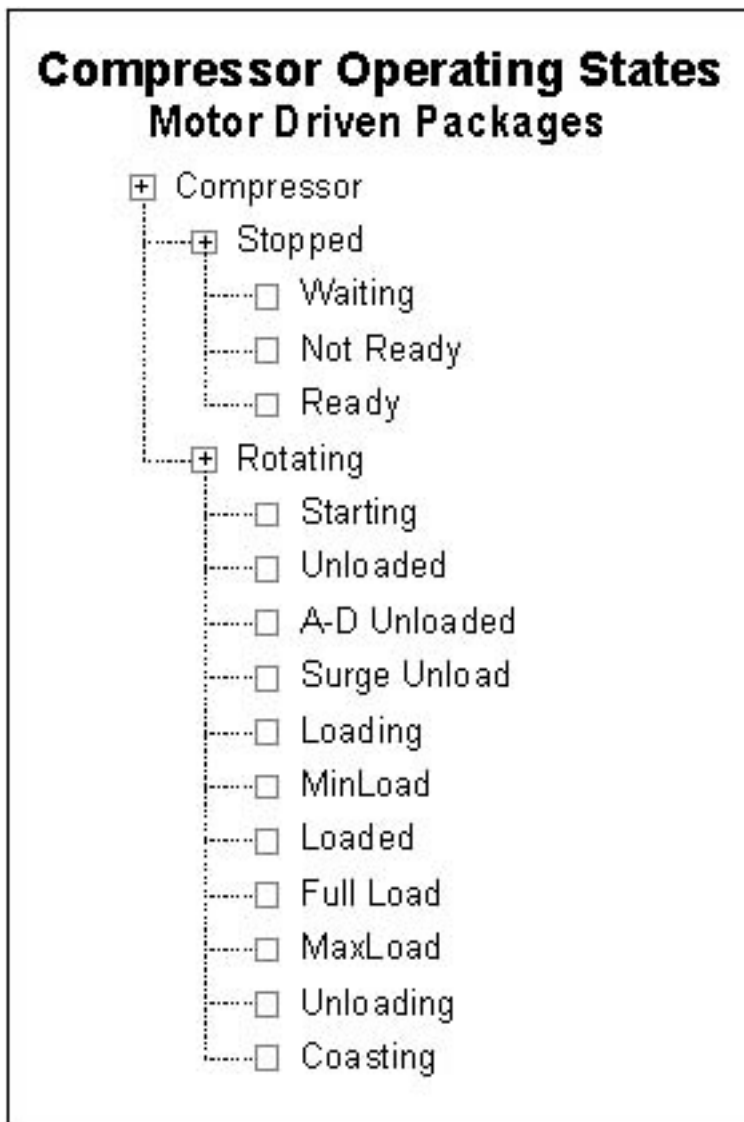 Compressor Operating States
Motor Driven Packages
Compressor
Stopped
Waiting
Not Ready
Ready
Rotating
Starting
Unloaded
A-D Unloaded
Surge Unload
Loading
MinLoad
Loaded
Full Load
MaxLoad
Unloading
Coasting